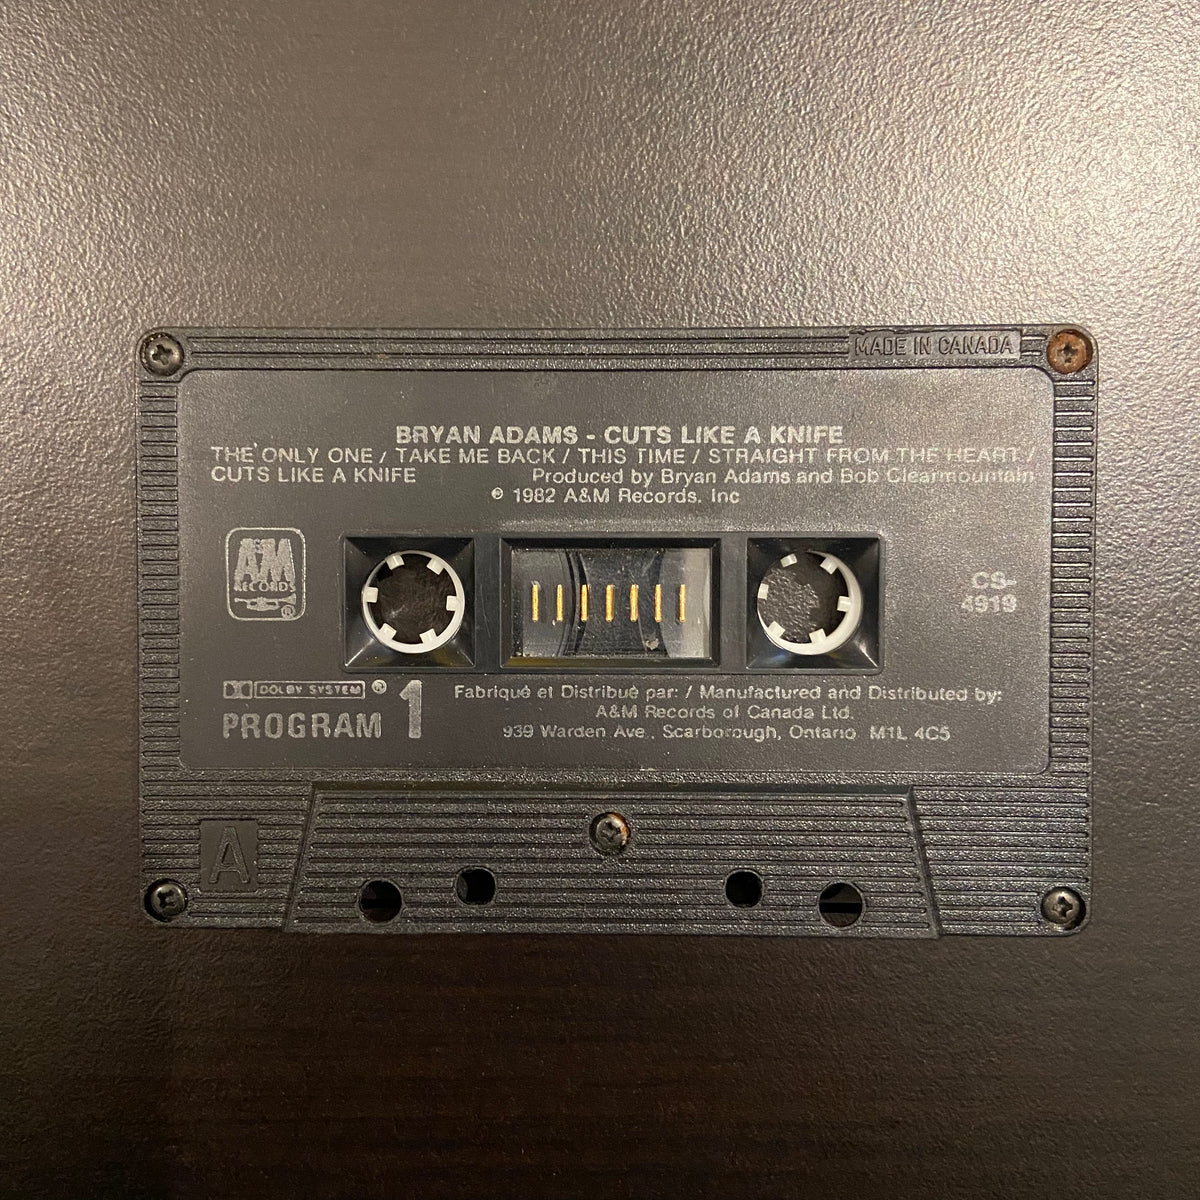 MADE IN CANADA
BRYAN ADAMS - CUTS LIKE A KNIFE
THE ONLY ONE / TAKE ME BACK / THIS TIME / STRAIGHT FROM THE HEART /
CUTS LIKE A KNIFE Produced by Bryan Adams and Bob Clearmountain
℗ 1982 A&M Records. Inc
A&M
RECORDS
®
CS-
4919
DOLBY SYSTEM ®
PROGRAM 1
Fabriqué et Distribué par: / Manufactured and Distributed by:
A&M Records of Canada Ltd.
939 Warden Ave., Scarborough, Ontario M1L 4C5
A